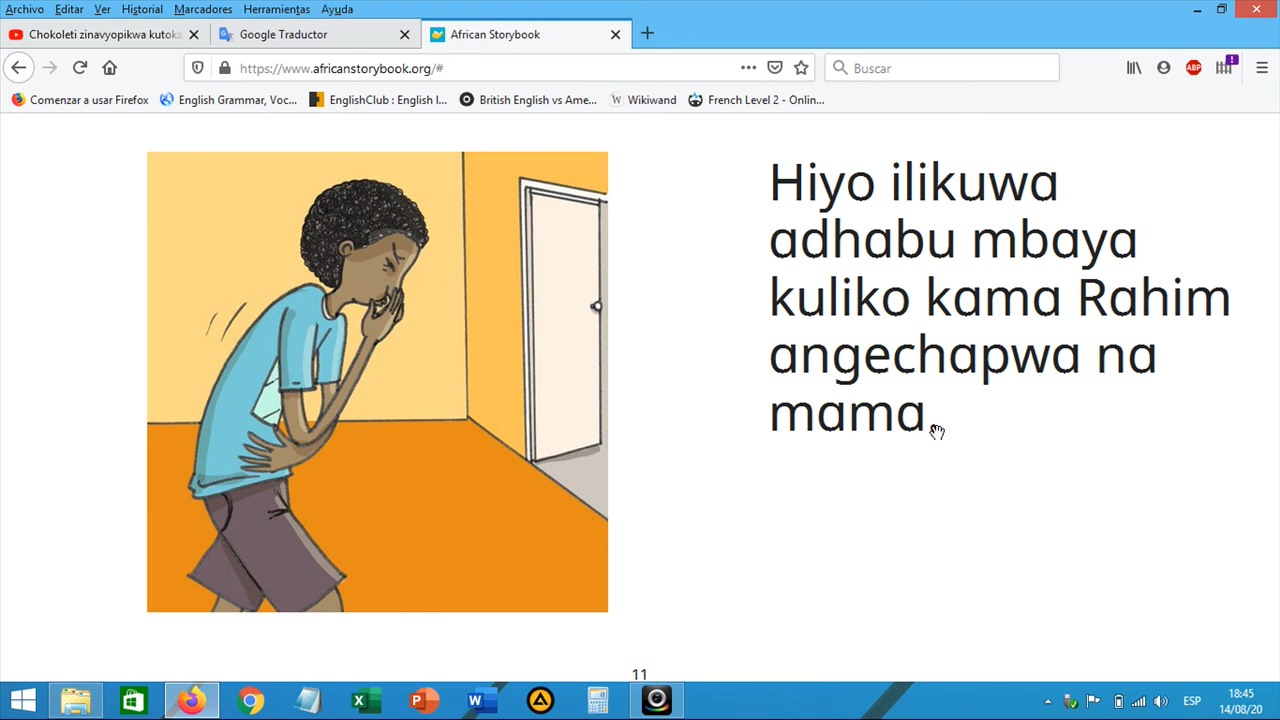 Archivo Editar Ver Historial Marcadores Herramientas Ayuda
Chokoleti zinavyopikwa kutoka
Google Traductor
African Storybook
https://www.africanstorybook.org/#
Buscar
ABP
Comenzar a usar Firefox
English Grammar, Voc...
EnglishClub : English l...
British English vs Ame...
W Wikiwand
French Level 2 - Onlin...
Hiyo ilikuwa
adhabu mbaya
kuliko kama Rahim
angechapwa na
mama.
11
ESP
18:45
14/08/20